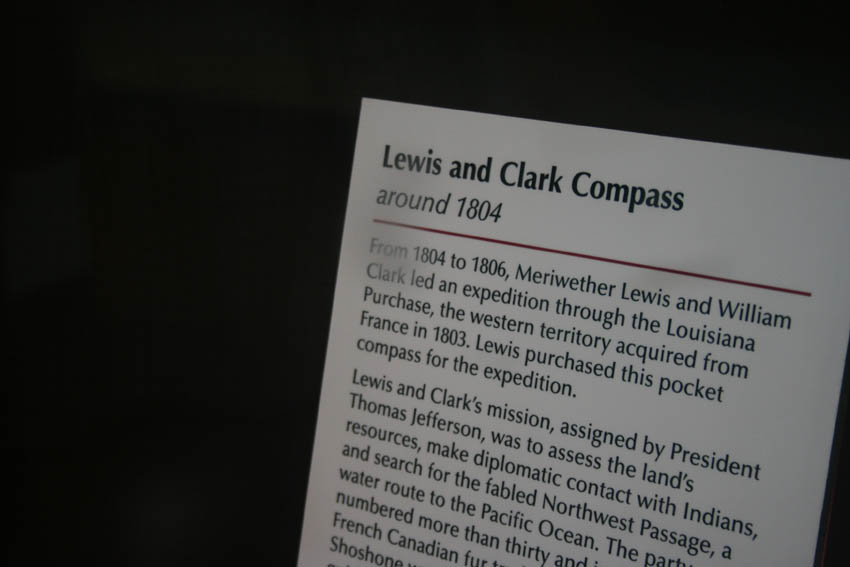 Lewis and Clark Compass
around 1804
From 1804 to 1806, Meriwether Lewis and William
Clark led an expedition through the Louisiana
Purchase, the western territory acquired from
France in 1803. Lewis purchased this pocket
compass for the expedition.
Lewis and Clark's mission, assigned by President
Thomas Jefferson, was to assess the land's
resources, make diplomatic contact with Indians,
and search for the fabled Northwest Passage, a
water route to the Pacific Ocean. The party
numbered more than thirty and
French Canadian fur
Shoshone